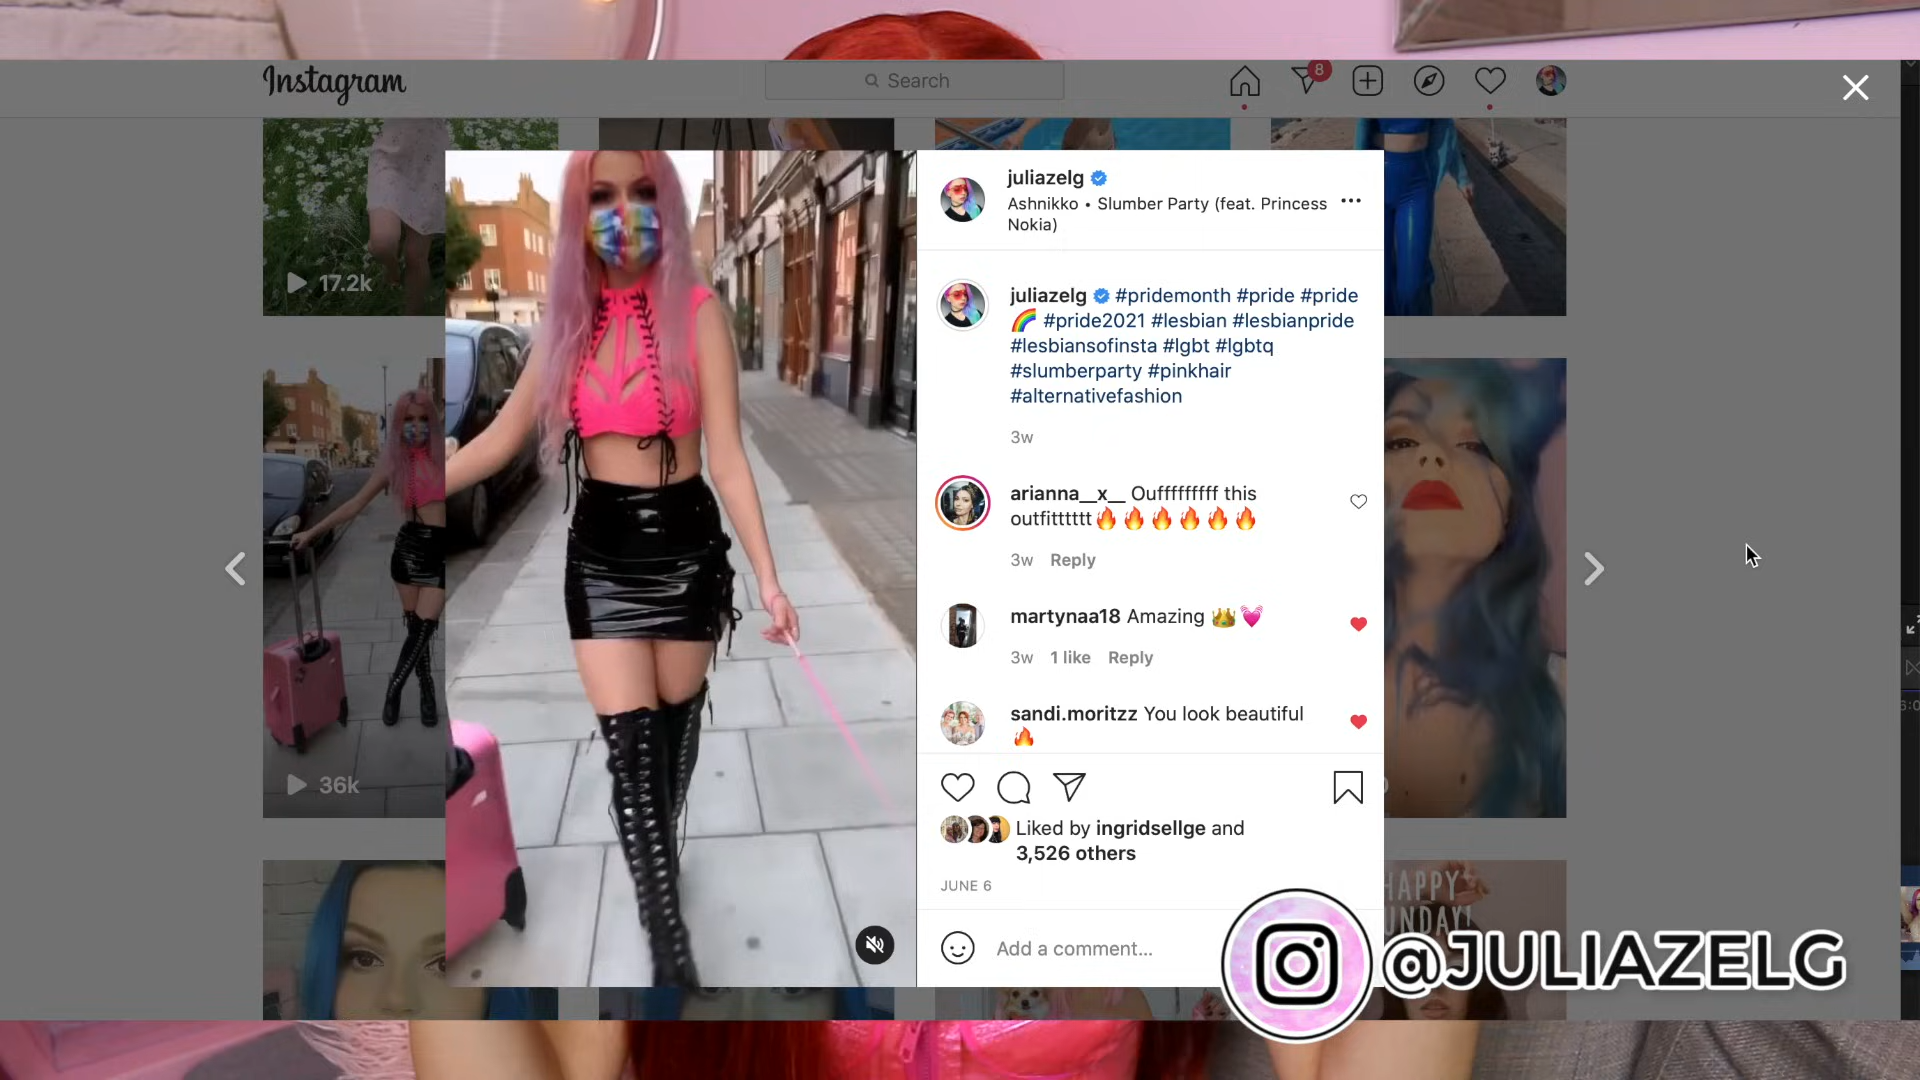 Instagram
Search
8
17.2k
36k
juliazelg
Ashnikko • Slumber Party (feat. Princess
Nokia)
juliazelg #pridemonth #pride #pride
🌈 #pride2021 #lesbian #lesbianpride
#lesbiansofinsta #lgbt #lgbtq
#slumberparty #pinkhair
#alternativefashion
3w
arianna__x__ Oufffffffff this
outfitttttt🔥🔥🔥🔥🔥🔥
3w Reply
martynaa18 Amazing 👑💓
3w 1 like Reply
sandi.moritzz You look beautiful
🔥
Liked by ingridsellge and
3,526 others
JUNE 6
Add a comment...
HAPPY
@JULIAZELG